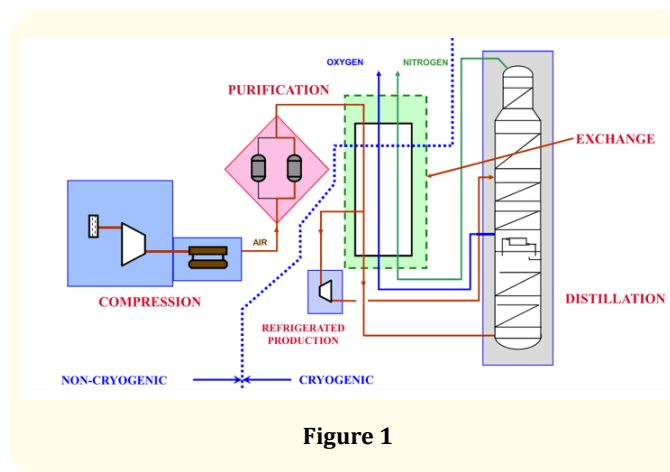 OXYGEN
NITROGEN
PURIFICATION
EXCHANGE
AIR
COMPRESSION
DISTILLATION
REFRIGERATED
PRODUCTION
NON-CRYOGENIC
CRYOGENIC
Figure 1